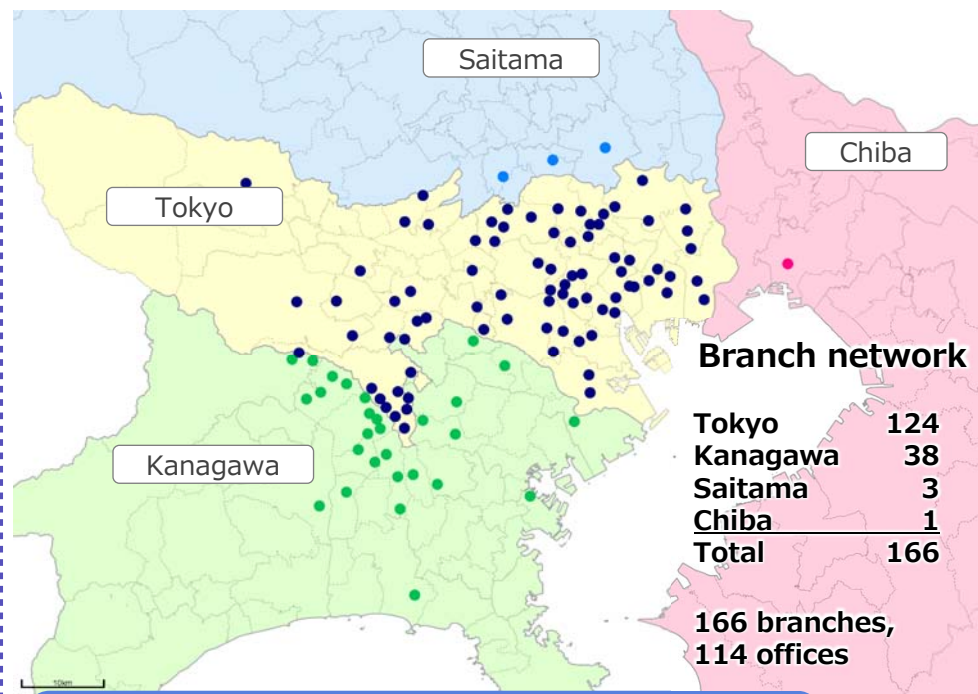 Saitama
Chiba
Tokyo
Kanagawa
Branch network
Tokyo 124
Kanagawa 38
Saitama 3
Chiba 1
Total 166
166 branches,
114 offices
10km